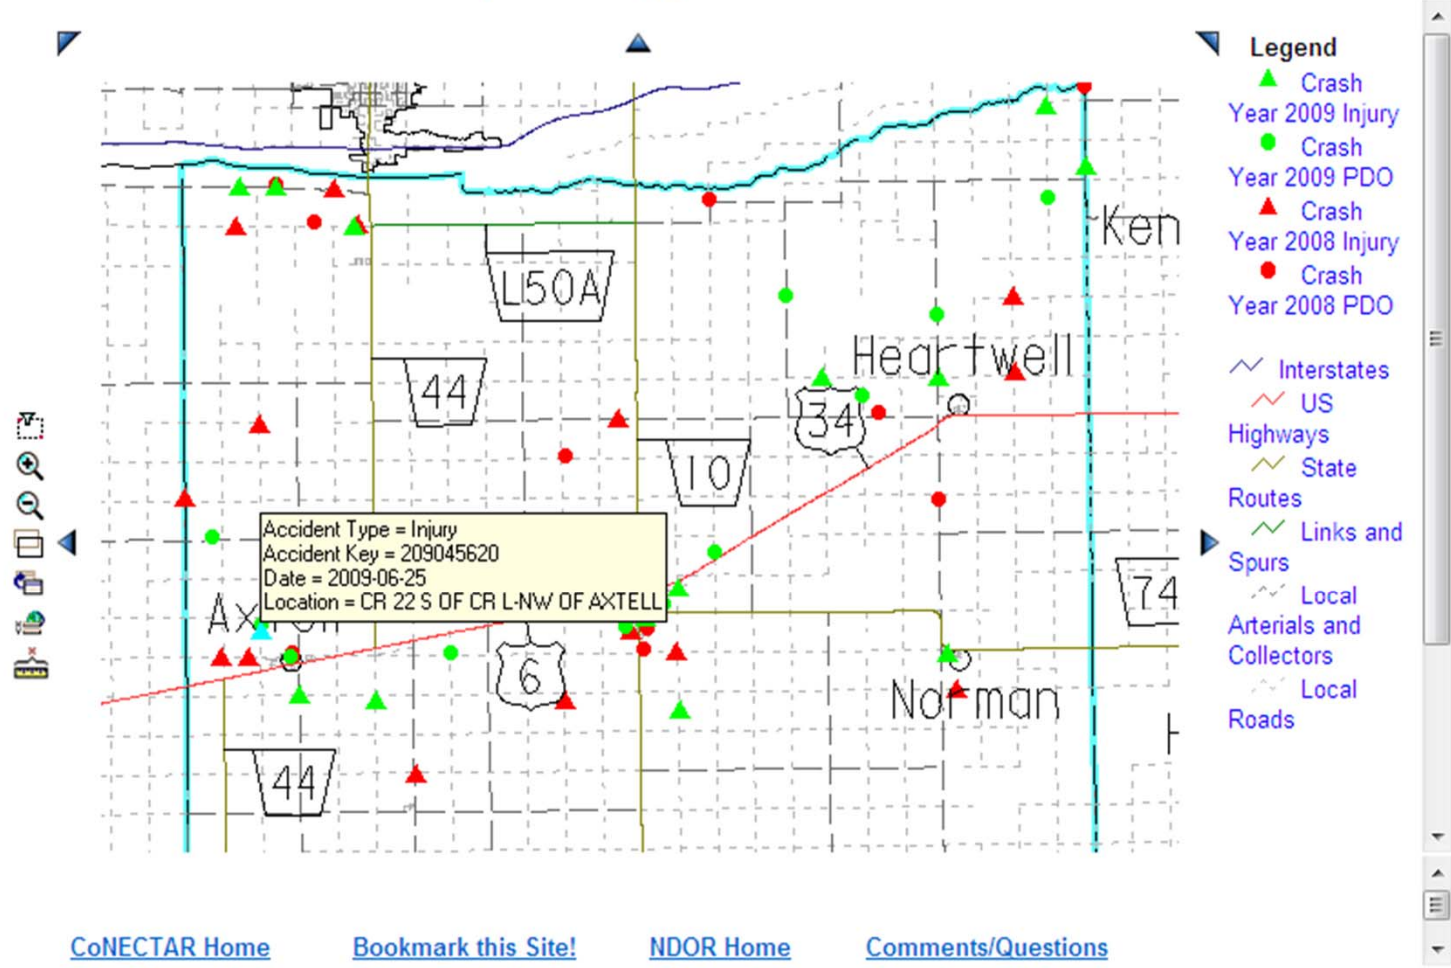 Legend
Crash
Year 2009 Injury
Crash
Year 2009 PDO
Crash
Year 2008 Injury
Crash
Year 2008 PDO
Interstates
US
Highways
State
Routes
Links and
Spurs
Local
Arterials and
Collectors
Local
Roads
Ken
L50A
Heartwell
44
34
10
Accident Type = Injury
Accident Key = 209045620
Date = 2009-06-25
Location = CR 22 S OF CR L-NW OF AXTELL
74
6
Norman
H
44
CoNECTAR Home
Bookmark this Site!
NDOR Home
Comments/Questions